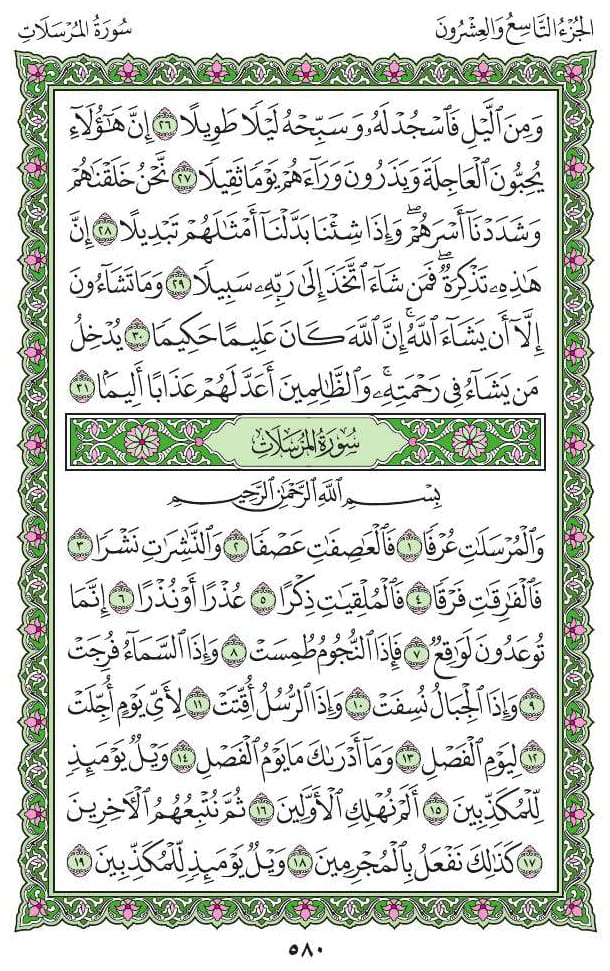 الجُزْءُ التَّاسِعُ وَالعِشْرُونَ
سُورَةُ المُرْسَلَات
وَمِنَ ٱلَّيْلِ فَٱسْجُدْ لَهُۥ وَسَبِّحْهُ لَيْلًا طَوِيلًا ٢٦ إِنَّ هَٰٓؤُلَآءِ
يُحِبُّونَ ٱلْعَاجِلَةَ وَيَذَرُونَ وَرَآءَهُمْ يَوْمًا ثَقِيلًا ٢٧ نَّحْنُ خَلَقْنَٰهُمْ
وَشَدَدْنَآ أَسْرَهُمْۖ وَإِذَا شِئْنَا بَدَّلْنَآ أَمْثَٰلَهُمْ تَبْدِيلًا ٢٨ إِنَّ
هَٰذِهِۦ تَذْكِرَةٌۖ فَمَن شَآءَ ٱتَّخَذَ إِلَىٰ رَبِّهِۦ سَبِيلًا ٢٩ وَمَا تَشَآءُونَ
إِلَّآ أَن يَشَآءَ ٱللَّهُۚ إِنَّ ٱللَّهَ كَانَ عَلِيمًا حَكِيمًا ٣٠ يُدْخِلُ
مَن يَشَآءُ فِى رَحْمَتِهِۦۚ وَٱلظَّٰلِمِينَ أَعَدَّ لَهُمْ عَذَابًا أَلِيمًۢا ٣١
سُورَةُ المُرْسَلَات
بِسْمِ ٱللَّهِ ٱلرَّحْمَٰنِ ٱلرَّحِيمِ
وَٱلْمُرْسَلَٰتِ عُرْفًا ١ فَٱلْعَٰصِفَٰتِ عَصْفًا ٢ وَٱلنَّٰشِرَٰتِ نَشْرًا ٣
فَٱلْفَٰرِقَٰتِ فَرْقًا ٤ فَٱلْمُلْقِيَٰتِ ذِكْرًا ٥ عُذْرًا أَوْ نُذْرًا ٦ إِنَّمَا
تُوعَدُونَ لَوَٰقِعٌ ٧ فَإِذَا ٱلنُّجُومُ طُمِسَتْ ٨ وَإِذَا ٱلسَّمَآءُ فُرِجَتْ
٩ وَإِذَا ٱلْجِبَالُ نُسِفَتْ ١٠ وَإِذَا ٱلرُّسُلُ أُقِّتَتْ ١١ لِأَىِّ يَوْمٍ أُجِّلَتْ
١٢ لِيَوْمِ ٱلْفَصْلِ ١٣ وَمَآ أَدْرَىٰكَ مَا يَوْمُ ٱلْفَصْلِ ١٤ وَيْلٌ يَوْمَئِذٍ
لِّلْمُكَذِّبِينَ ١٥ أَلَمْ نُهْلِكِ ٱلْأَوَّلِينَ ١٦ ثُمَّ نُتْبِعُهُمُ ٱلْءَاخِرِينَ
١٧ كَذَٰلِكَ نَفْعَلُ بِٱلْمُجْرِمِينَ ١٨ وَيْلٌ يَوْمَئِذٍ لِّلْمُكَذِّبِينَ ١٩
٥٨٠